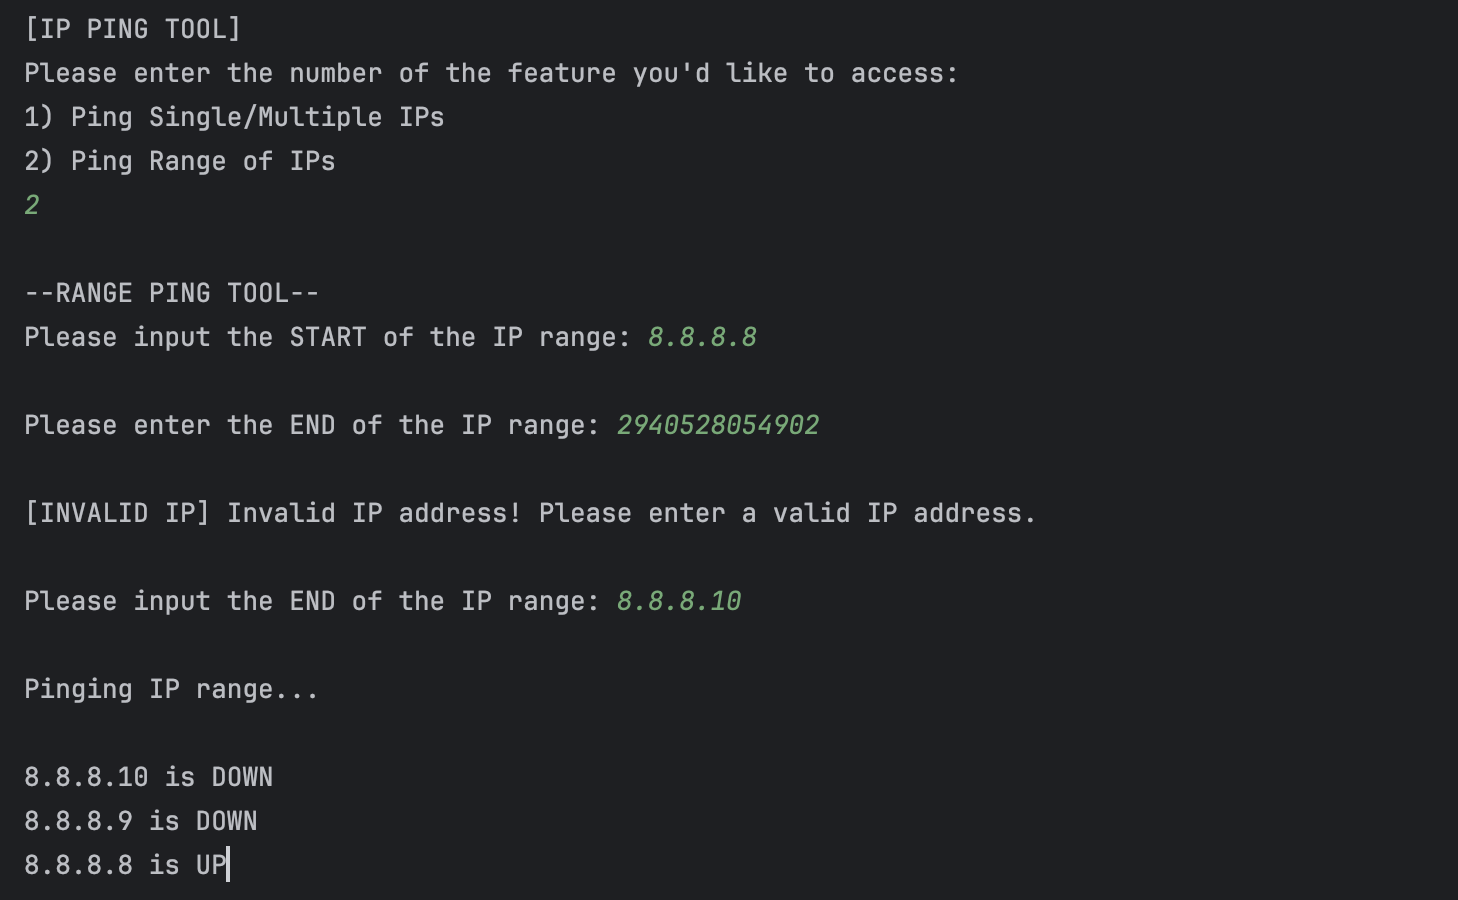 [IP PING TOOL]
Please enter the number of the feature you'd like to access:
1) Ping Single/Multiple IPs
2) Ping Range of IPs
2
--RANGE PING TOOL--
Please input the START of the IP range: 8.8.8.8
Please enter the END of the IP range: 2940528054902
[INVALID IP] Invalid IP address! Please enter a valid IP address.
Please input the END of the IP range: 8.8.8.10
Pinging IP range...
8.8.8.10 is DOWN
8.8.8.9 is DOWN
8.8.8.8 is UP